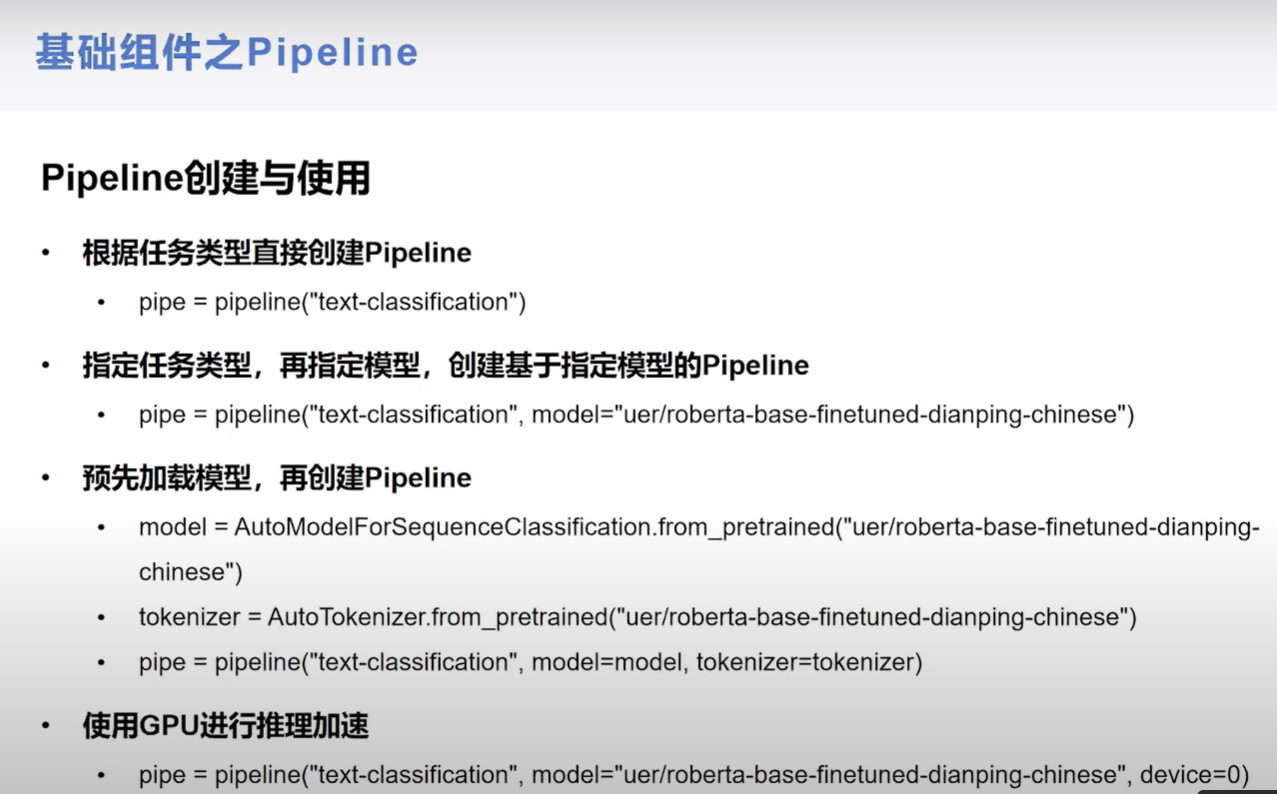 基础组件之Pipeline
Pipeline创建与使用
• 根据任务类型直接创建Pipeline
• pipe = pipeline("text-classification")
• 指定任务类型，再指定模型，创建基于指定模型的Pipeline
• pipe = pipeline("text-classification", model="uer/roberta-base-finetuned-dianping-chinese")
• 预先加载模型，再创建Pipeline
• model = AutoModelForSequenceClassification.from_pretrained("uer/roberta-base-finetuned-dianping-
chinese")
• tokenizer = AutoTokenizer.from_pretrained("uer/roberta-base-finetuned-dianping-chinese")
• pipe = pipeline("text-classification", model=model, tokenizer=tokenizer)
• 使用GPU进行推理加速
• pipe = pipeline("text-classification", model="uer/roberta-base-finetuned-dianping-chinese", device=0)